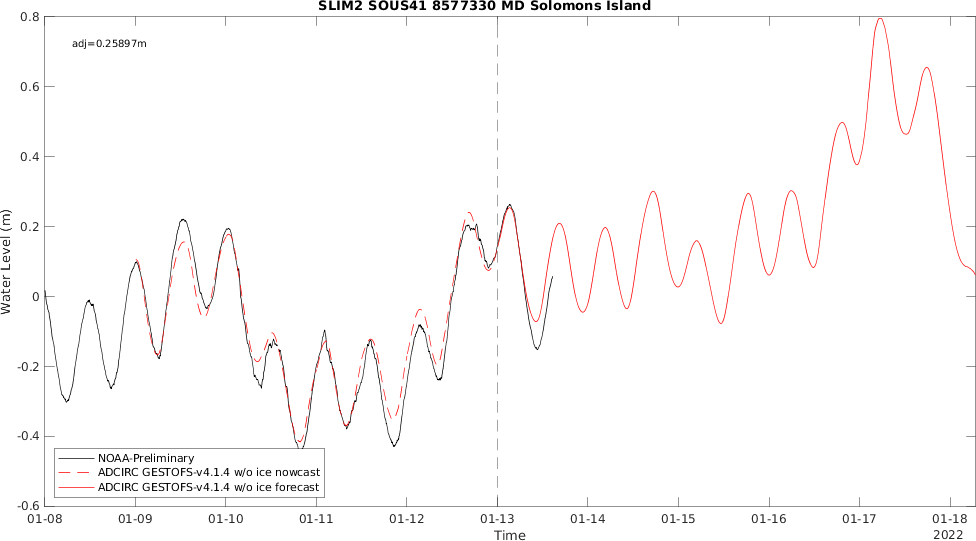 SLIM2 SOUS41 8577330 MD Solomons Island
adj=0.25897m
Water Level (m)
0.8
0.6
0.4
0.2
0
-0.2
-0.4
-0.6
NOAA-Preliminary
ADCIRC GESTOFS-v4.1.4 w/o ice nowcast
ADCIRC GESTOFS-v4.1.4 w/o ice forecast
01-08 01-09 01-10 01-11 01-12 01-13 01-14 01-15 01-16 01-17 01-18
Time
2022